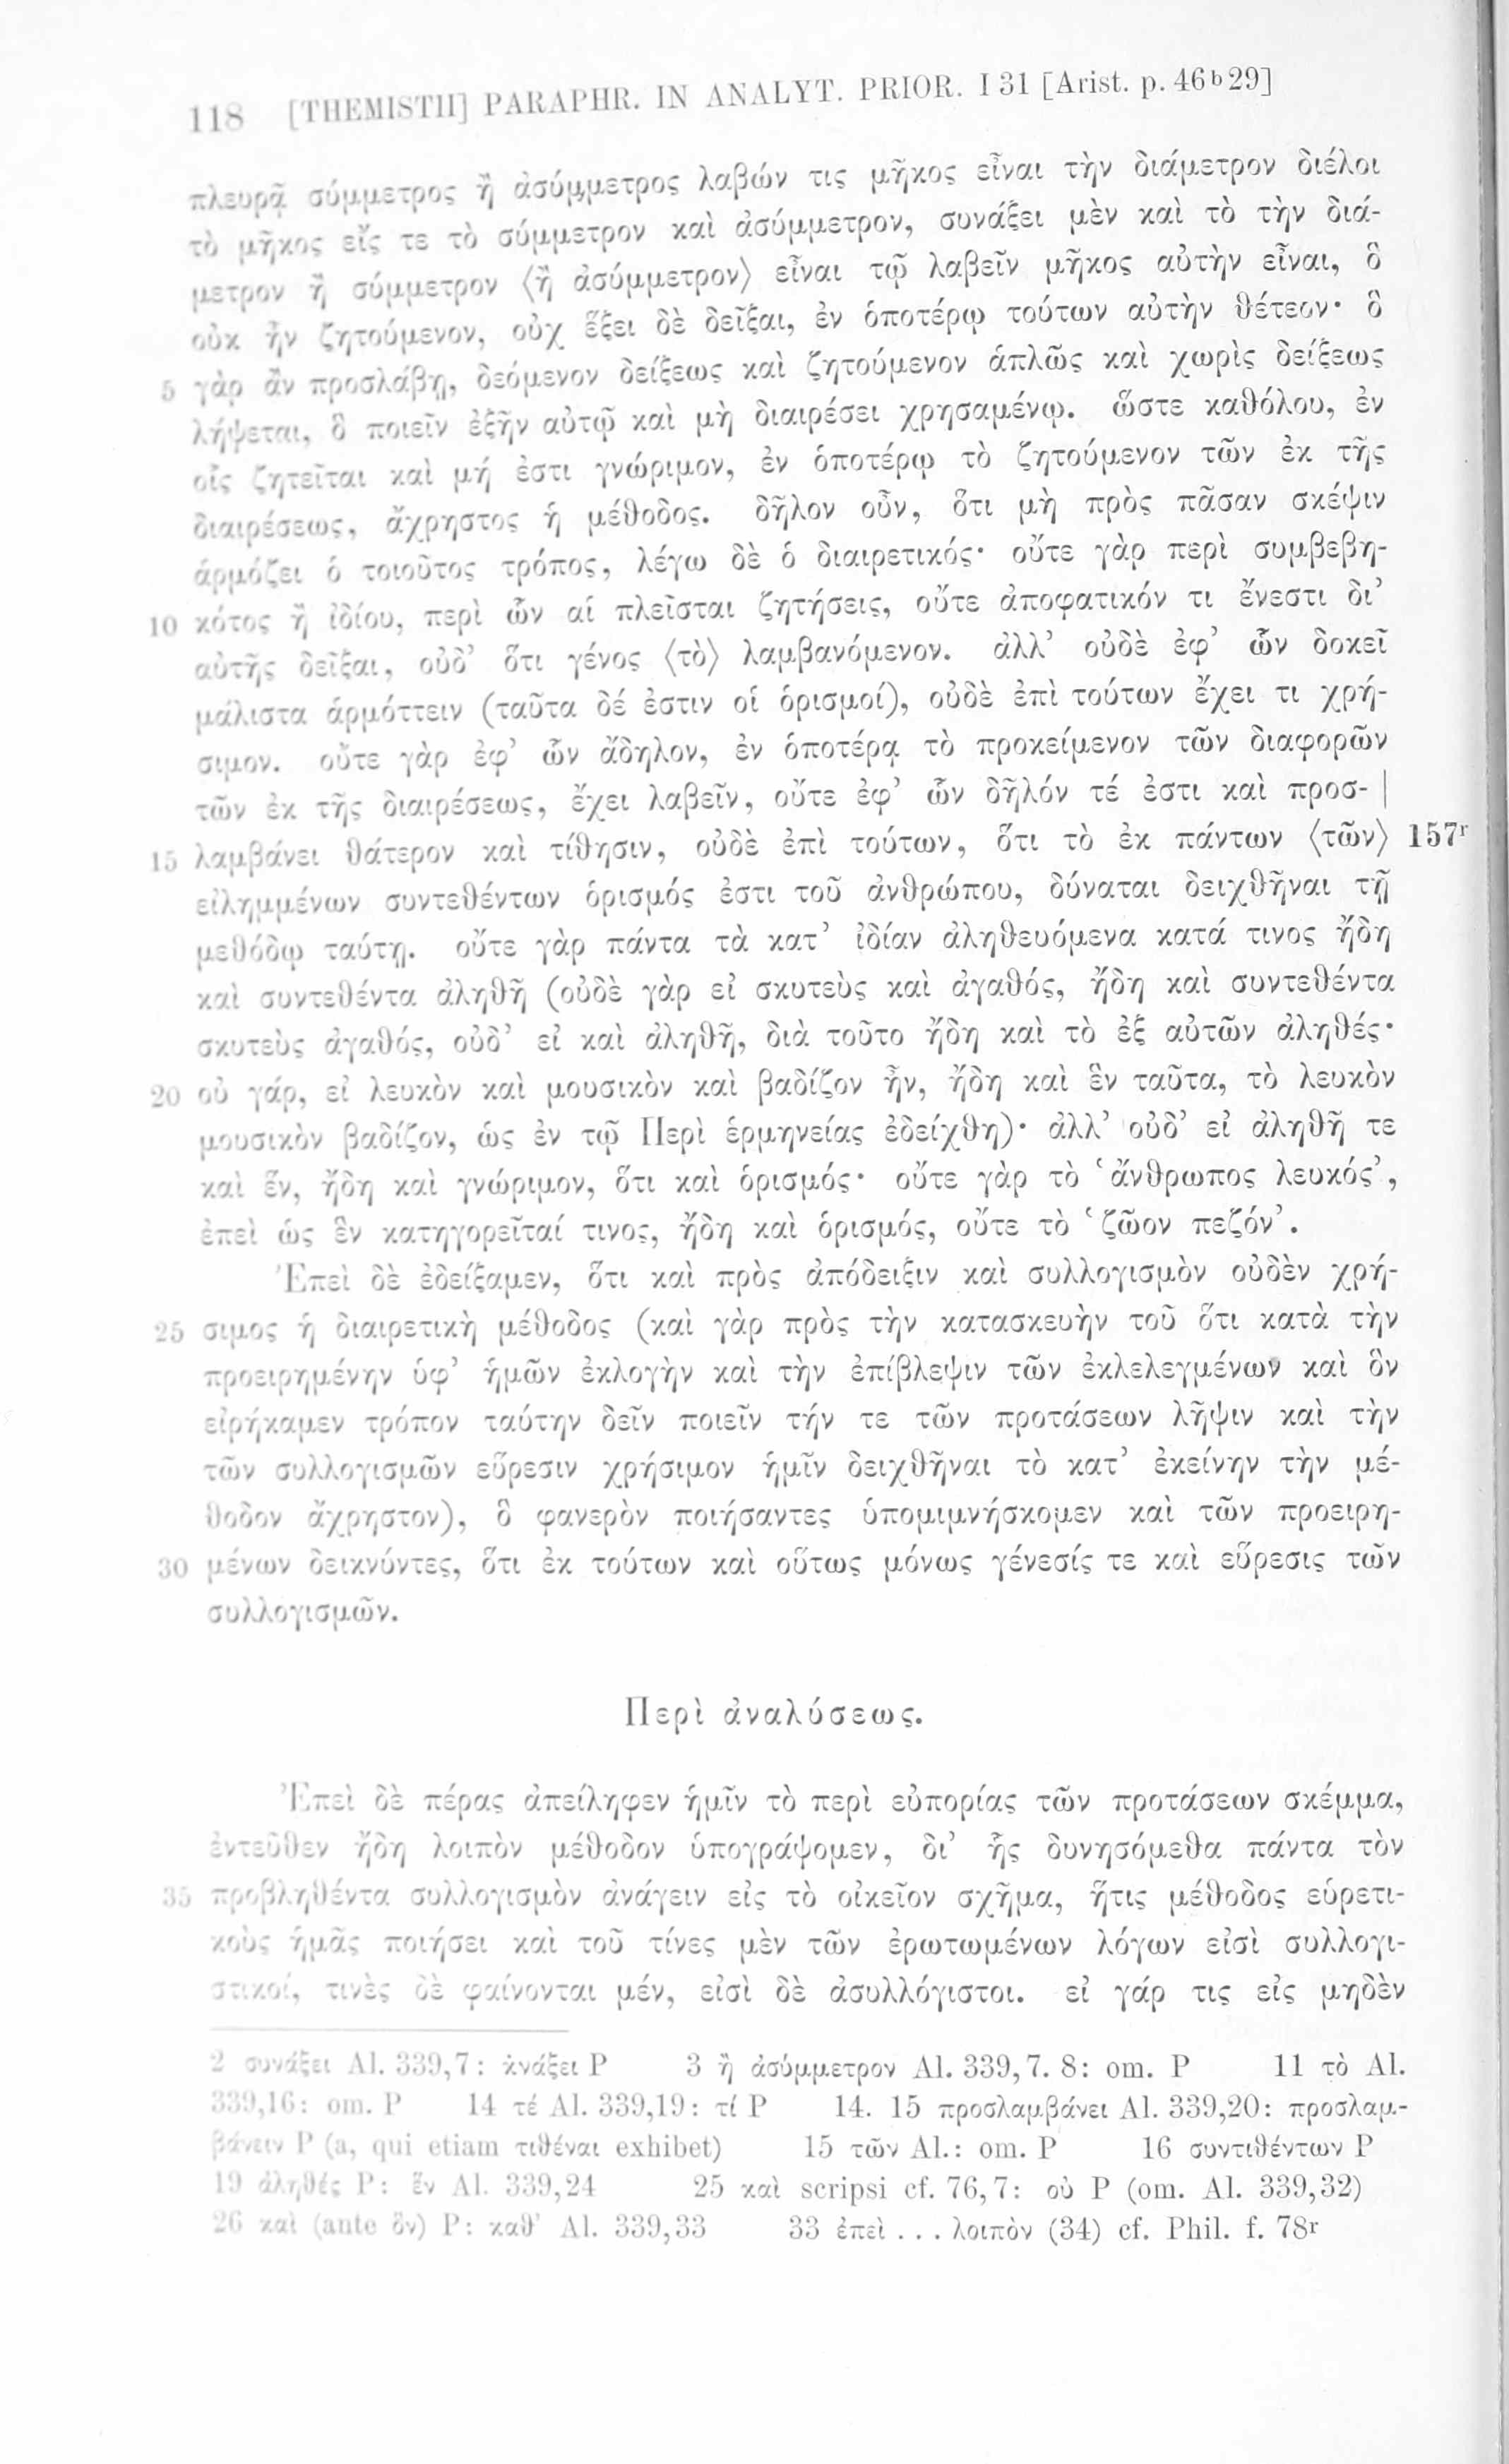 118 [THEMISTII] PARAPHR. IN ANALYT. PRIOR. I 31 [Arist. p. 46ᵇ29]
πλευρᾷ σύμμετρος ἢ ἀσύμμετρος λαβών τις μῆκος εἶναι τὴν διάμετρον διέλοι
τὸ μῆκος εἴς τε τὸ σύμμετρον καὶ ἀσύμμετρον, συνάξει μὲν καὶ τὸ τὴν διά-
μετρον ἢ σύμμετρον ⟨ἢ ἀσύμμετρον⟩ εἶναι τῷ λαβεῖν μῆκος αὐτὴν εἶναι, ὃ
οὐκ ἦν ζητούμενον, οὐχ ἕξει δὲ δεῖξαι, ἐν ὁποτέρῳ τούτων αὐτὴν θέτεον· ὃ
5 γὰρ ἂν προσλάβῃ, δεόμενον δείξεως καὶ ζητούμενον ἁπλῶς καὶ χωρὶς δείξεως
λήψεται, ὃ ποιεῖν ἐξῆν αὐτῷ καὶ μὴ διαιρέσει χρησαμένῳ. ὥστε καθόλου, ἐν
οἷς ζητεῖται καὶ μή ἐστι γνώριμον, ἐν ὁποτέρῳ τὸ ζητούμενον τῶν ἐκ τῆς
διαιρέσεως, ἄχρηστος ἡ μέθοδος. δῆλον οὖν, ὅτι μὴ πρὸς πᾶσαν σκέψιν
ἁρμόζει ὁ τοιοῦτος τρόπος, λέγω δὲ ὁ διαιρετικός· οὔτε γὰρ περὶ συμβεβη-
10 κότος ἢ ἰδίου, περὶ ὧν αἱ πλεῖσται ζητήσεις, οὔτε ἀποφατικόν τι ἔνεστι δι’
αὐτῆς δεῖξαι, οὐδ’ ὅτι γένος ⟨τὸ⟩ λαμβανόμενον. ἀλλ’ οὐδὲ ἐφ’ ὧν δοκεῖ
μάλιστα ἁρμόττειν (ταῦτα δέ ἐστιν οἱ ὁρισμοί), οὐδὲ ἐπὶ τούτων ἔχει τι χρή-
σιμον. οὔτε γὰρ ἐφ’ ὧν ἄδηλον, ἐν ὁποτέρᾳ τὸ προκείμενον τῶν διαφορῶν
τῶν ἐκ τῆς διαιρέσεως, ἔχει λαβεῖν, οὔτε ἐφ’ ὧν δῆλόν τέ ἐστι καὶ προσ- |
15 λαμβάνει θάτερον καὶ τίθησιν, οὐδὲ ἐπὶ τούτων, ὅτι τὸ ἐκ πάντων ⟨τῶν⟩ 157ʳ
εἰλημμένων συντεθέντων ὁρισμός ἐστι τοῦ ἀνθρώπου, δύναται δειχθῆναι τῇ
μεθόδῳ ταύτῃ. οὔτε γὰρ πάντα τὰ κατ’ ἰδίαν ἀληθευόμενα κατά τινος ἤδη
καὶ συντεθέντα ἀληθῆ (οὐδὲ γὰρ εἰ σκυτεὺς καὶ ἀγαθός, ἤδη καὶ συντεθέντα
σκυτεὺς ἀγαθός, οὐδ’ εἰ καὶ ἀληθῆ, διὰ τοῦτο ἤδη καὶ τὸ ἐξ αὐτῶν ἀληθές·
20 οὐ γάρ, εἰ λευκὸν καὶ μουσικὸν καὶ βαδίζον ἦν, ἤδη καὶ ἓν ταῦτα, τὸ λευκὸν
μουσικὸν βαδίζον, ὡς ἐν τῷ Περὶ ἑρμηνείας ἐδείχθη)· ἀλλ’ οὐδ’ εἰ ἀληθῆ τε
καὶ ἕν, ἤδη καὶ γνώριμον, ὅτι καὶ ὁρισμός· οὔτε γὰρ τὸ ‘ἄνθρωπος λευκός’,
ἐπεὶ ὡς ἓν κατηγορεῖταί τινος, ἤδη καὶ ὁρισμός, οὔτε τὸ ‘ζῶον πεζόν’.
Ἐπεὶ δὲ ἐδείξαμεν, ὅτι καὶ πρὸς ἀπόδειξιν καὶ συλλογισμὸν οὐδὲν χρή-
25 σιμος ἡ διαιρετικὴ μέθοδος (καὶ γὰρ πρὸς τὴν κατασκευὴν τοῦ ὅτι κατὰ τὴν
προειρημένην ὑφ’ ἡμῶν ἐκλογὴν καὶ τὴν ἐπίβλεψιν τῶν ἐκλελεγμένων καὶ ὃν
εἰρήκαμεν τρόπον ταύτην δεῖν ποιεῖν τήν τε τῶν προτάσεων λῆψιν καὶ τὴν
τῶν συλλογισμῶν εὕρεσιν χρήσιμον ἡμῖν δειχθῆναι τὸ κατ’ ἐκείνην τὴν μέ-
θοδον ἄχρηστον), ὃ φανερὸν ποιήσαντες ὑπομιμνήσκομεν καὶ τῶν προειρη-
30 μένων δεικνύντες, ὅτι ἐκ τούτων καὶ οὕτως μόνως γένεσίς τε καὶ εὕρεσις τῶν
συλλογισμῶν.
Περὶ ἀναλύσεως.
Ἐπεὶ δὲ πέρας ἀπείληφεν ἡμῖν τὸ περὶ εὐπορίας τῶν προτάσεων σκέμμα,
ἐντεῦθεν ἤδη λοιπὸν μέθοδον ὑπογράψομεν, δι’ ἧς δυνησόμεθα πάντα τὸν
35 προβληθέντα συλλογισμὸν ἀνάγειν εἰς τὸ οἰκεῖον σχῆμα, ἥτις μέθοδος εὑρετι-
κοὺς ἡμᾶς ποιήσει καὶ τοῦ τίνες μὲν τῶν ἐρωτωμένων λόγων εἰσὶ συλλογι-
στικοί, τινὲς δὲ φαίνονται μέν, εἰσὶ δὲ ἀσυλλόγιστοι. εἰ γάρ τις εἰς μηδὲν
2 συνάξει Al. 339,7: ἀνάξει P 3 ἢ ἀσύμμετρον Al. 339,7. 8: om. P 11 τὸ Al.
339,16: om. P 14 τέ Al. 339,19: τί P 14. 15 προσλαμβάνει Al. 339,20: προσλαμ-
βάνειν P (a, qui etiam τιθέναι exhibet) 15 τῶν Al.: om. P 16 συντιθέντων P
19 ἀληθές P: ἕν Al. 339,24 25 καὶ scripsi cf. 76,7: οὐ P (om. Al. 339,32)
26 καὶ (ante ὃν) P: καθ’ Al. 339,33 33 ἐπεὶ . . . λοιπὸν (34) cf. Phil. f. 78ʳ